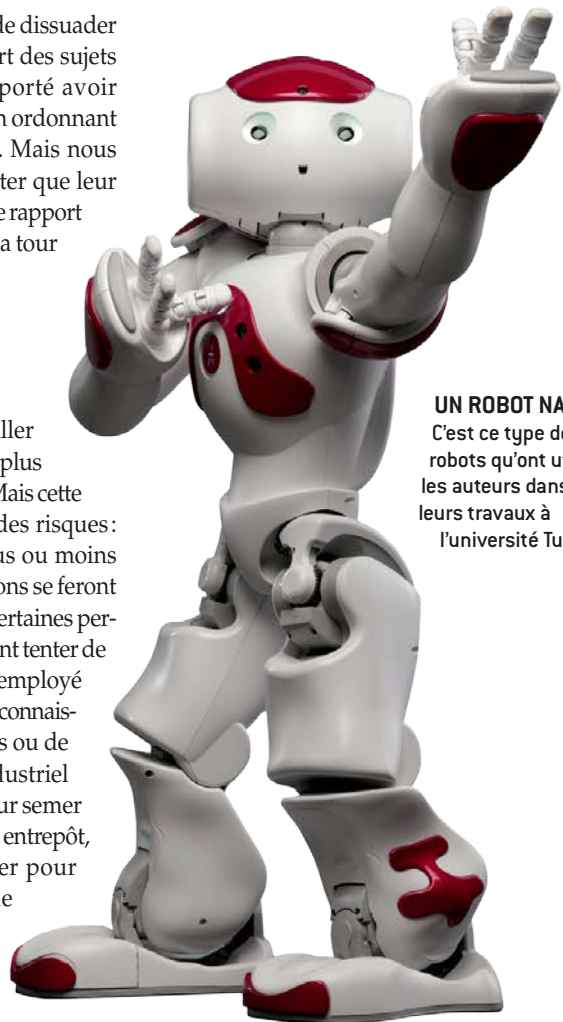 de dissuader
rt des sujets
porté avoir
n ordonnant
. Mais nous
ter que leur
e rapport
a tour
ller
plus
Mais cette
des risques :
us ou moins
ons se feront
ertaines per-
nt tenter de
employé
connais-
s ou de
dustriel
ur semer
entrepôt,
er pour
e
UN ROBOT NA
C'est ce type de
robots qu'ont u
les auteurs dans
leurs travaux à
l'université Tu